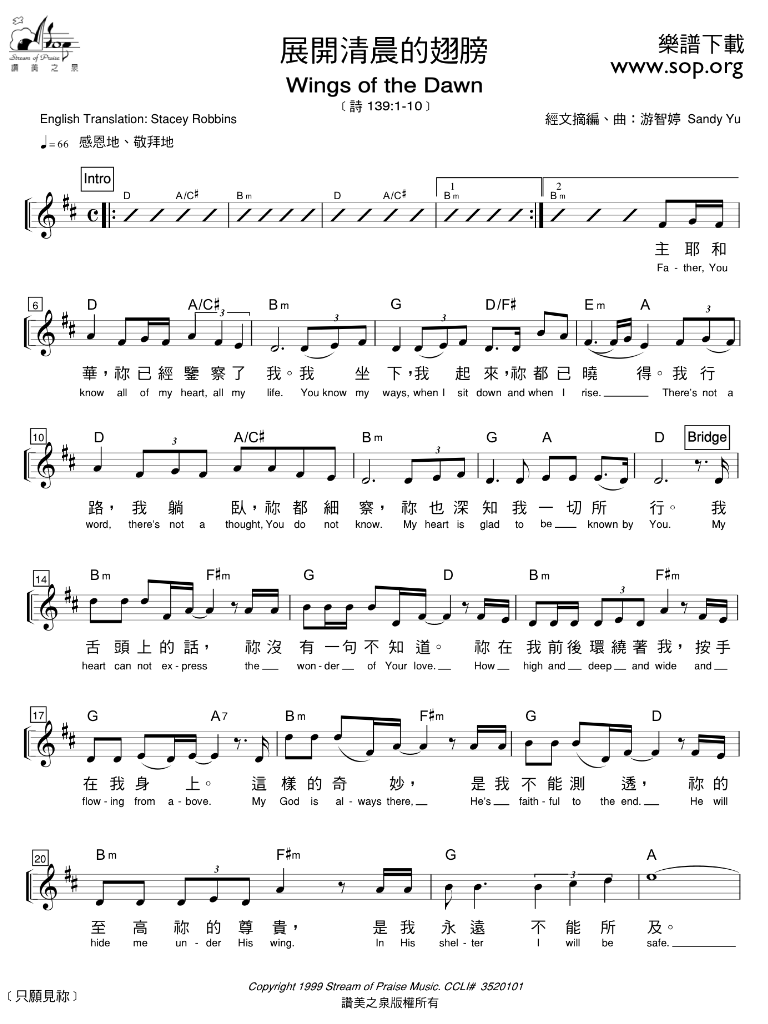 Stream of Praise
讚美之泉
展開清晨的翅膀
樂譜下載
Wings of the Dawn
www.sop.org
﹝詩 139:1-10﹞
English Translation: Stacey Robbins
經文摘編、曲：游智婷 Sandy Yu
♩=66 感恩地、敬拜地
Intro
D A/C♯ Bm D A/C♯ 1 Bm 2 Bm
主 耶 和
Fa - ther, You
6 D A/C♯ Bm G D/F♯ Em A
華，祢已經鑒察了 我。我 坐 下，我 起 來，祢都已 曉 得。我 行
know all of my heart, all my life. You know my ways, when I sit down and when I rise.____ There's not a
10 D A/C♯ Bm G A D Bridge
路， 我 躺 臥，祢都細 察，祢 也 深 知 我 一 切 所 行。 我
word, there's not a thought, You do not know. My heart is glad to be ___ known by You. My
14 Bm F♯m G D Bm F♯m
舌 頭 上 的 話， 祢沒 有 一 句 不 知 道。 祢在 我 前 後 環 繞 著 我，按 手
heart can not ex- press the ___ won- der of Your love. How ___ high and ___ deep and wide and ___
17 G A7 Bm F♯m G D
在 我 身 上。 這 樣 的 奇 妙， 是 我 不 能 測 透， 祢 的
flow- ing from a- bove. My God is al- ways there, ___ He's ___ faith- ful to the end. ___ He will
20 Bm F♯m G A
至 高 祢 的 尊 貴， 是 我 永 遠 不 能 所 及。
hide me un- der His wing. In His shel- ter I will be safe.________
Copyright 1999 Stream of Praise Music. CCLI# 3520101
﹝只願見祢﹞
讚美之泉版權所有